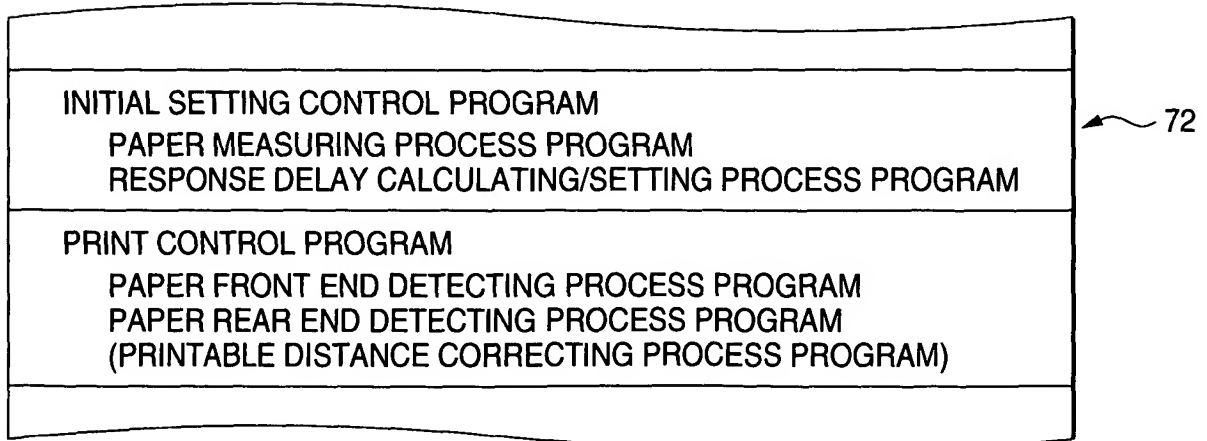 INITIAL SETTING CONTROL PROGRAM
PAPER MEASURING PROCESS PROGRAM
RESPONSE DELAY CALCULATING/SETTING PROCESS PROGRAM
72
PRINT CONTROL PROGRAM
PAPER FRONT END DETECTING PROCESS PROGRAM
PAPER REAR END DETECTING PROCESS PROGRAM
(PRINTABLE DISTANCE CORRECTING PROCESS PROGRAM)